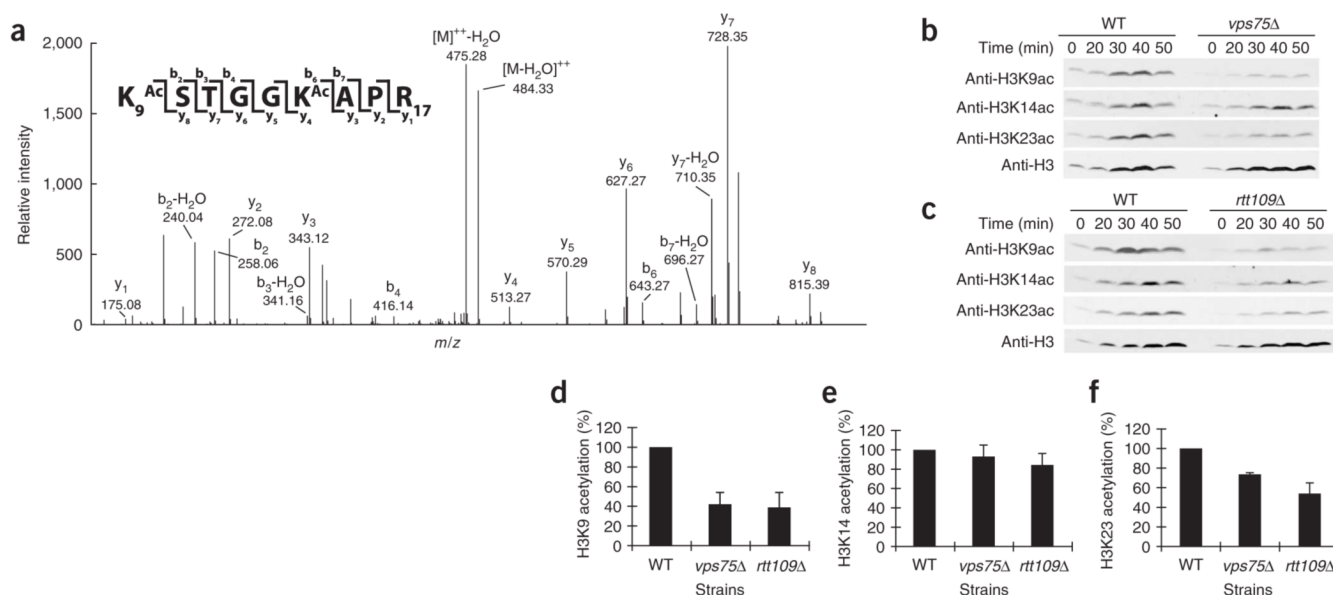 a
2,000
1,500
1,000
500
0
Relative intensity
m/z
b2 b3 b4 b6 b7
K9 Ac S T G G K Ac A P R 17
y8 y7 y6 y5 y4 y3 y2 y1
y1
175.08
b2-H2O
240.04
y2
272.08
b2
258.06
b3-H2O
341.16
y3
343.12
b4
416.14
[M]++-H2O
475.28
[M-H2O]++
484.33
y4
513.27
y5
570.29
y6
627.27
b6
643.27
b7-H2O
696.27
y7-H2O
710.35
y7
728.35
y8
815.39
b
WT vps75Δ
Time (min) 0 20 30 40 50 0 20 30 40 50
Anti-H3K9ac
Anti-H3K14ac
Anti-H3K23ac
Anti-H3
c
WT rtt109Δ
Time (min) 0 20 30 40 50 0 20 30 40 50
Anti-H3K9ac
Anti-H3K14ac
Anti-H3K23ac
Anti-H3
d
H3K9 acetylation (%)
120
100
80
60
40
20
0
WT vps75Δ rtt109Δ
Strains
e
H3K14 acetylation (%)
120
100
80
60
40
20
0
WT vps75Δ rtt109Δ
Strains
f
H3K23 acetylation (%)
120
100
80
60
40
20
0
WT vps75Δ rtt109Δ
Strains